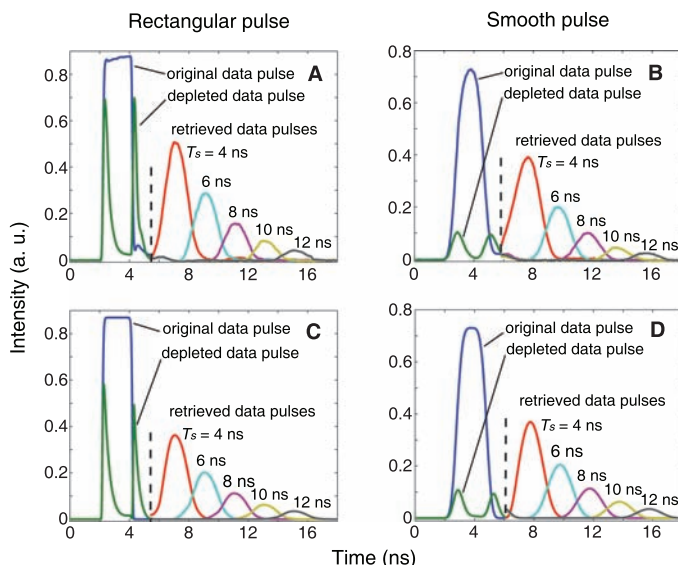 Rectangular pulse
Smooth pulse
A
original data pulse
depleted data pulse
retrieved data pulses
Ts = 4 ns
6 ns
8 ns
10 ns
12 ns
0.8
0.6
0.4
0.2
0
0 4 8 12 16
B
original data pulse
depleted data pulse
retrieved data pulses
Ts = 4 ns
6 ns
8 ns
10 ns
12 ns
0.8
0.6
0.4
0.2
0
0 4 8 12 16
C
original data pulse
depleted data pulse
retrieved data pulses
Ts = 4 ns
6 ns
8 ns
10 ns
12 ns
0.8
0.6
0.4
0.2
0
0 4 8 12 16
D
original data pulse
depleted data pulse
retrieved data pulses
Ts = 4 ns
6 ns
8 ns
10 ns
12 ns
0.8
0.6
0.4
0.2
0
0 4 8 12 16
Intensity (a. u.)
Time (ns)